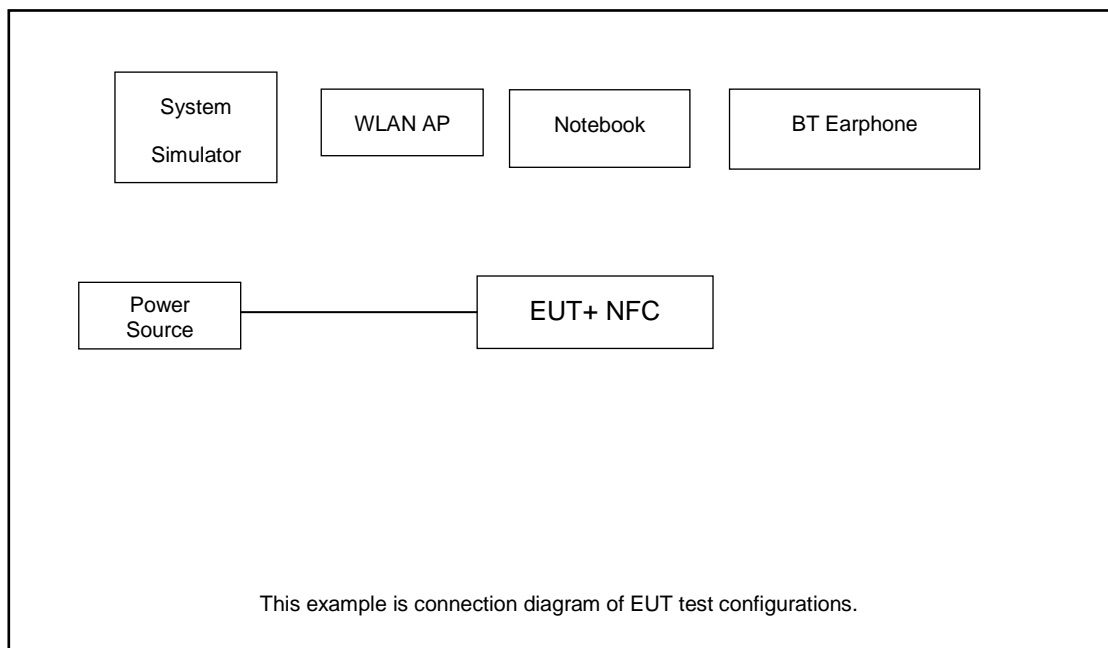 System
Simulator
WLAN AP
Notebook
BT Earphone
Power
Source
EUT+ NFC
This example is connection diagram of EUT test configurations.